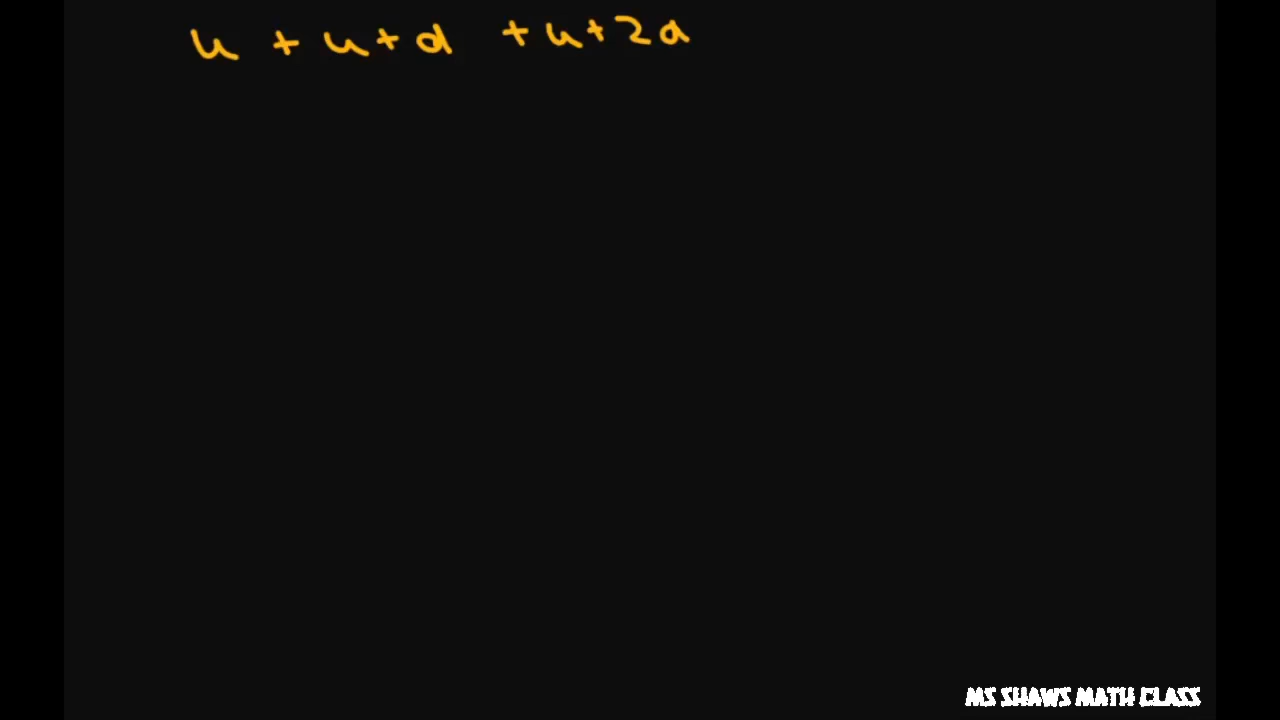 u + u + d + u + 2d
MS SHAWS MATH CLASS